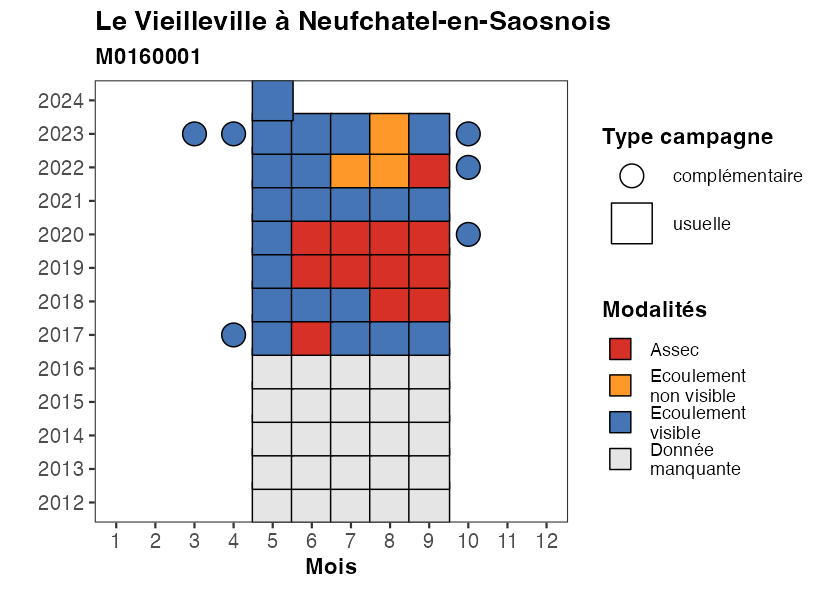 Le Vieilleville à Neufchatel-en-Saosnois
M0160001
2024
2023
2022
2021
2020
2019
2018
2017
2016
2015
2014
2013
2012
1 2 3 4 5 6 7 8 9 10 11 12
Mois
Type campagne
complémentaire
usuelle
Modalités
Assec
Ecoulement
non visible
Ecoulement
visible
Donnée
manquante